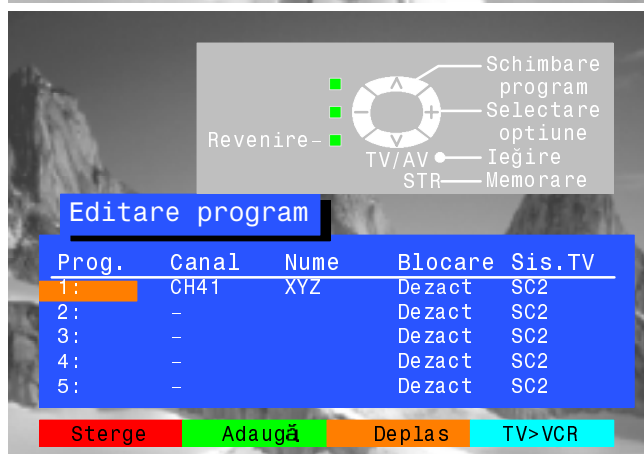 Schimbare
program
Selectare
optiune
Revenire
TV/AV
Ieğire
STR
Memorare
Editare program
Prog. Canal Nume Blocare Sis.TV
1: CH41 XYZ Dezact SC2
2: – Dezact SC2
3: – Dezact SC2
4: – Dezact SC2
5: – Dezact SC2
Sterge Adaugă Deplas TV>VCR